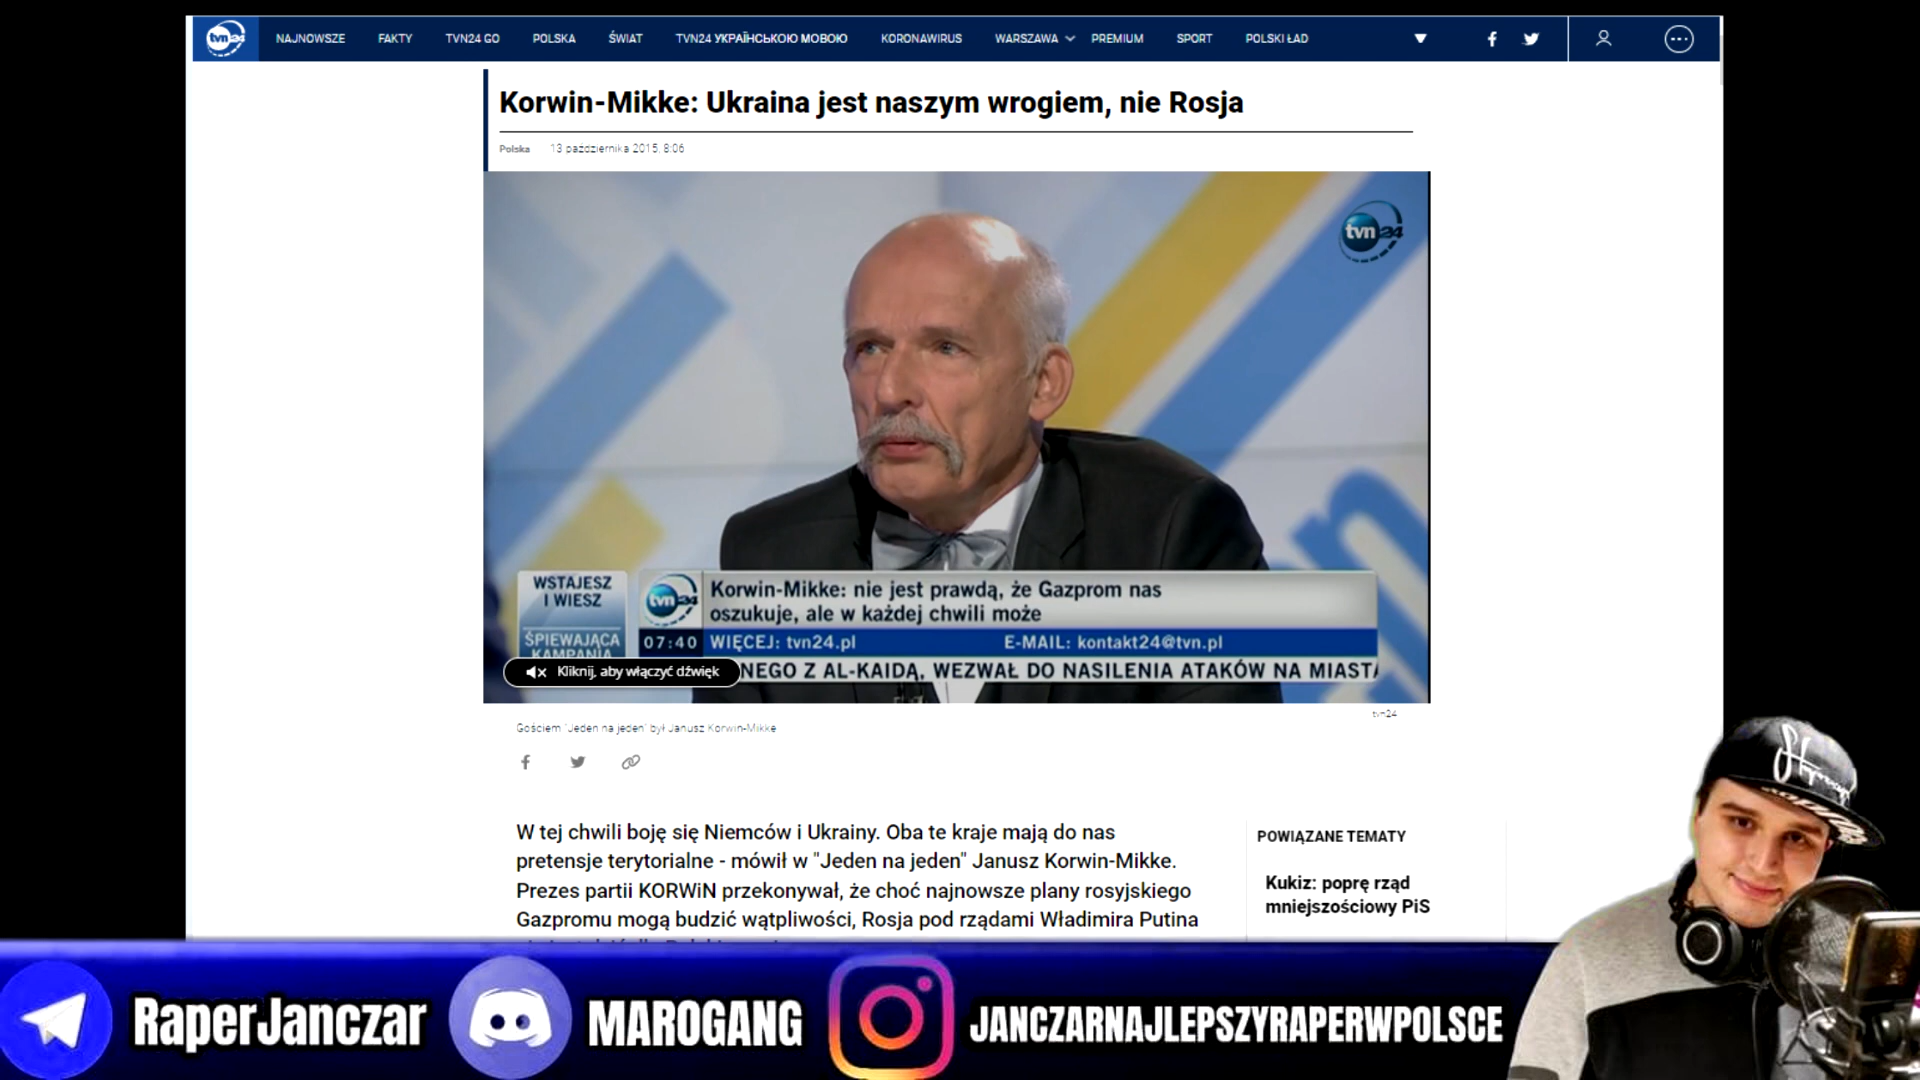 tvn24
NAJNOWSZE FAKTY TVN24 GO POLSKA ŚWIAT TVN24 УКРАЇНСЬКОЮ МОВОЮ KORONAWIRUS WARSZAWA PREMIUM SPORT POLSKI ŁAD
Korwin-Mikke: Ukraina jest naszym wrogiem, nie Rosja
Polska 13 października 2015, 8:06
tvn24
WSTAJESZ
I WIESZ
ŚPIEWAJĄCA
KAMPANIA
tvn24
Korwin-Mikke: nie jest prawdą, że Gazprom nas
oszukuje, ale w każdej chwili może
07:40 WIĘCEJ: tvn24.pl E-MAIL: kontakt24@tvn.pl
Kliknij, aby włączyć dźwięk
NEGO Z AL-KAIDĄ, WEZWAŁ DO NASILENIA ATAKÓW NA MIAST
tvn24
Gościem "Jeden na jeden" był Janusz Korwin-Mikke
W tej chwili boję się Niemców i Ukrainy. Oba te kraje mają do nas
pretensje terytorialne - mówił w "Jeden na jeden" Janusz Korwin-Mikke.
Prezes partii KORWiN przekonywał, że choć najnowsze plany rosyjskiego
Gazpromu mogą budzić wątpliwości, Rosja pod rządami Władimira Putina
POWIĄZANE TEMATY
Kukiz: poprę rząd
mniejszościowy PiS
RaperJanczar
MAROGANG
JANCZARNAJLEPSZYRAPERWPOLSCE